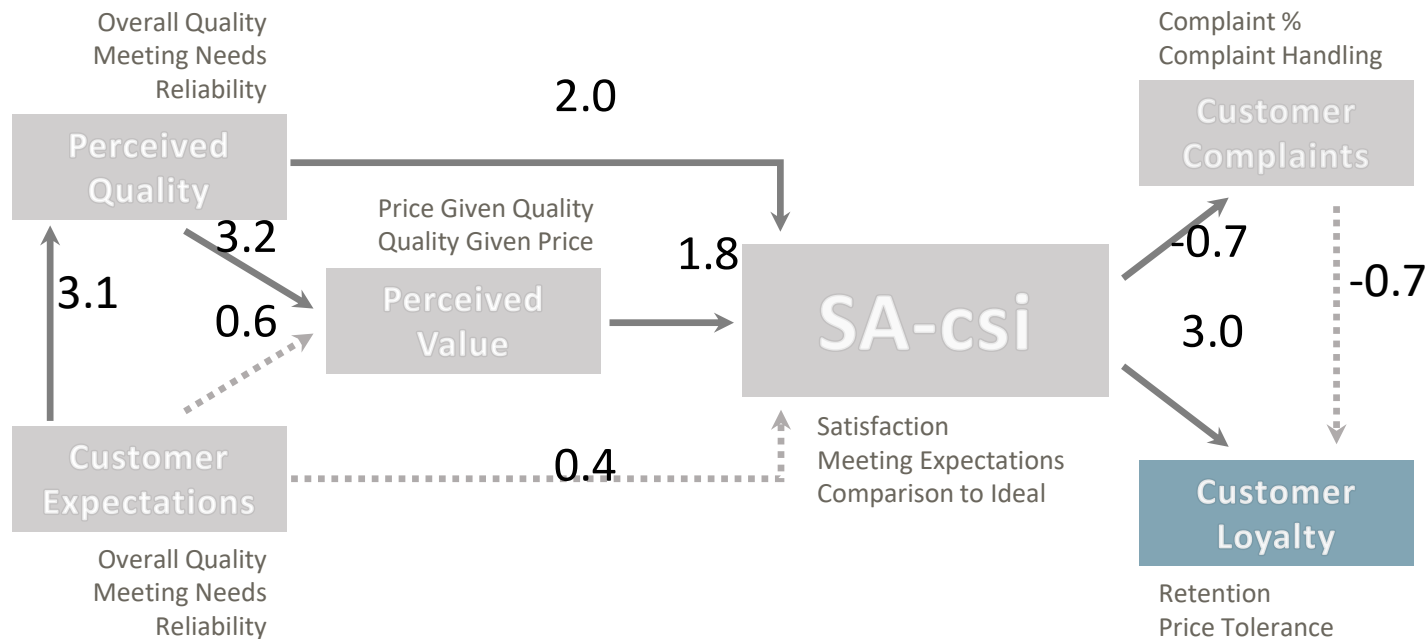 Overall Quality
Meeting Needs
Reliability
Perceived
Quality
2.0
Complaint %
Complaint Handling
Customer
Complaints
3.2
3.1
0.6
Price Given Quality
Quality Given Price
Perceived
Value
1.8
SA-csi
-0.7
-0.7
3.0
Customer
Expectations
0.4
Satisfaction
Meeting Expectations
Comparison to Ideal
Customer
Loyalty
Overall Quality
Meeting Needs
Reliability
Retention
Price Tolerance